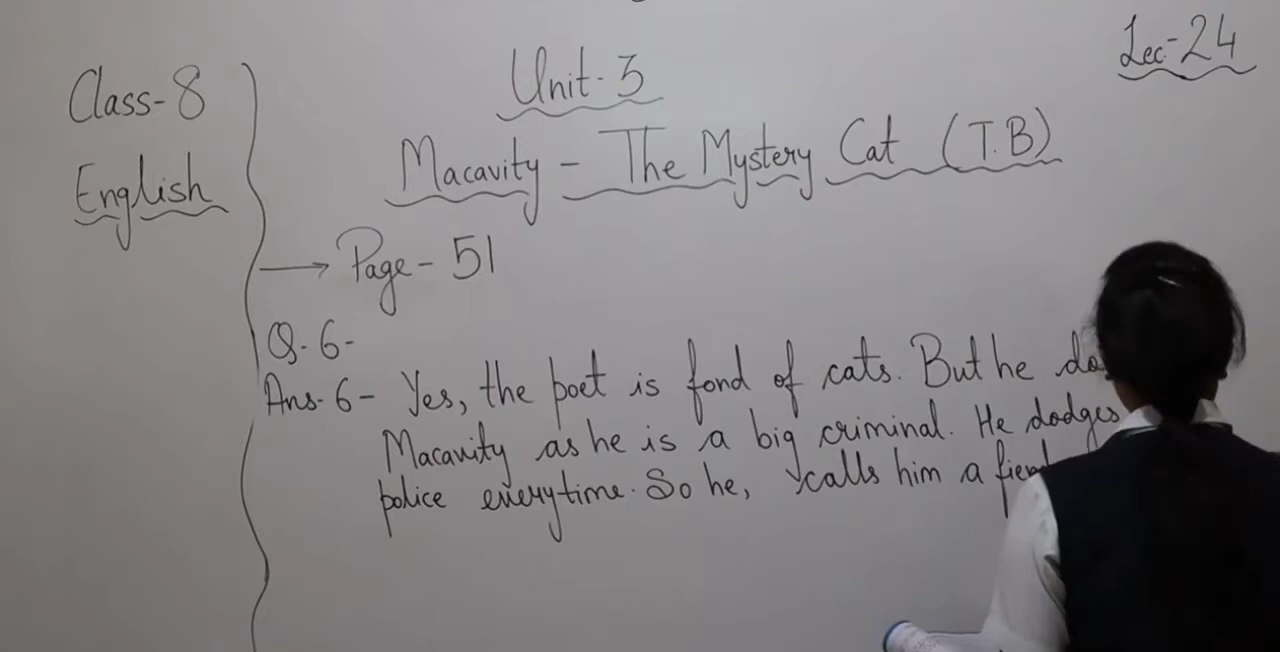 Lec-24
Class-8
English
Unit-3
Macavity - The Mystery Cat (T.B)
→ Page- 51
Q-6-
Ans-6- Yes, the poet is fond of cats. But he
Macavity as he is a big criminal. He dodges
police everytime. So he, calls him a